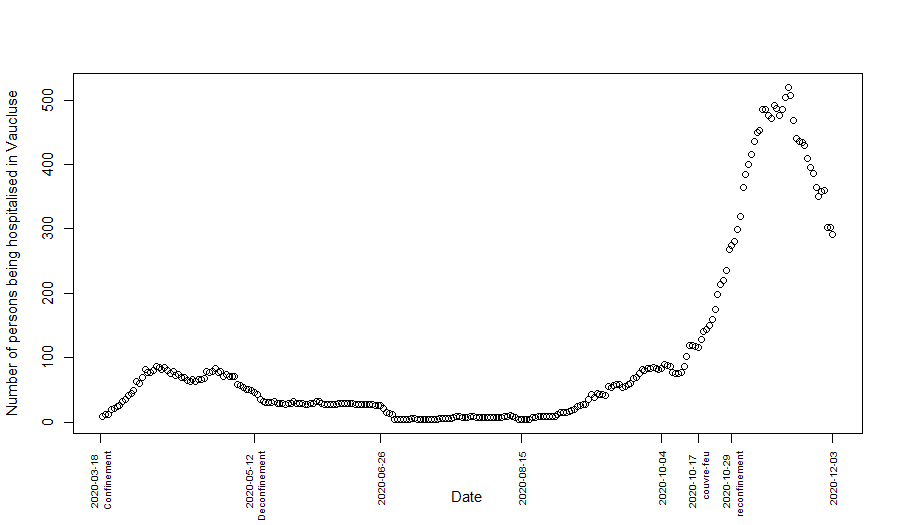 Number of persons being hospitalised in Vaucluse
500
400
300
200
100
0
2020-03-18
Confinement
2020-05-12
Deconfinement
2020-06-26
2020-08-15
2020-10-04
2020-10-17
couvre-feu
2020-10-29
reconfinement
2020-12-03
Date